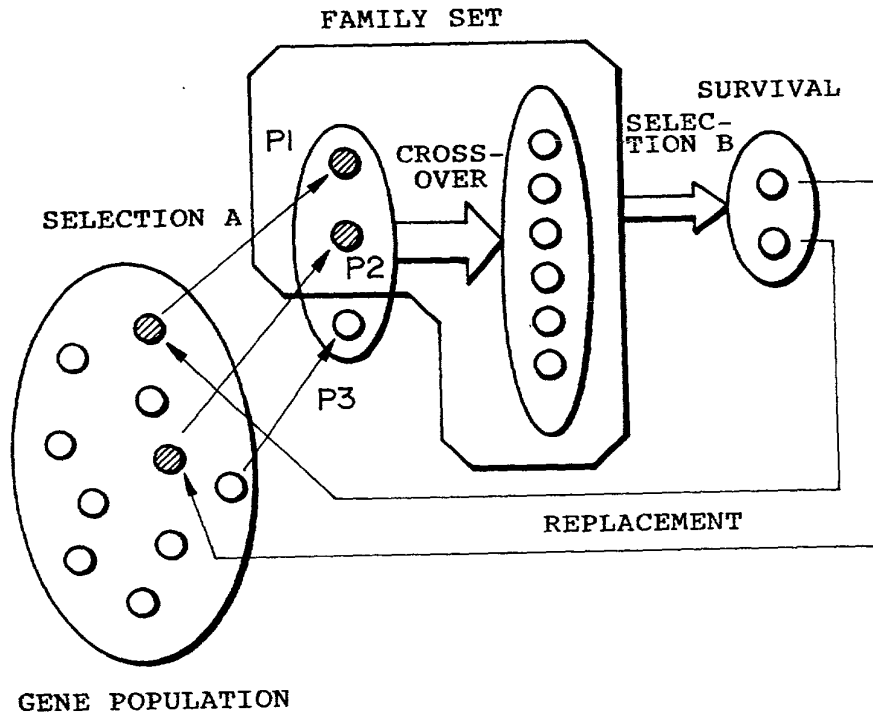 FAMILY SET
SURVIVAL
P1
CROSS-
OVER
SELEC-
TION B
SELECTION A
P2
P3
REPLACEMENT
GENE POPULATION